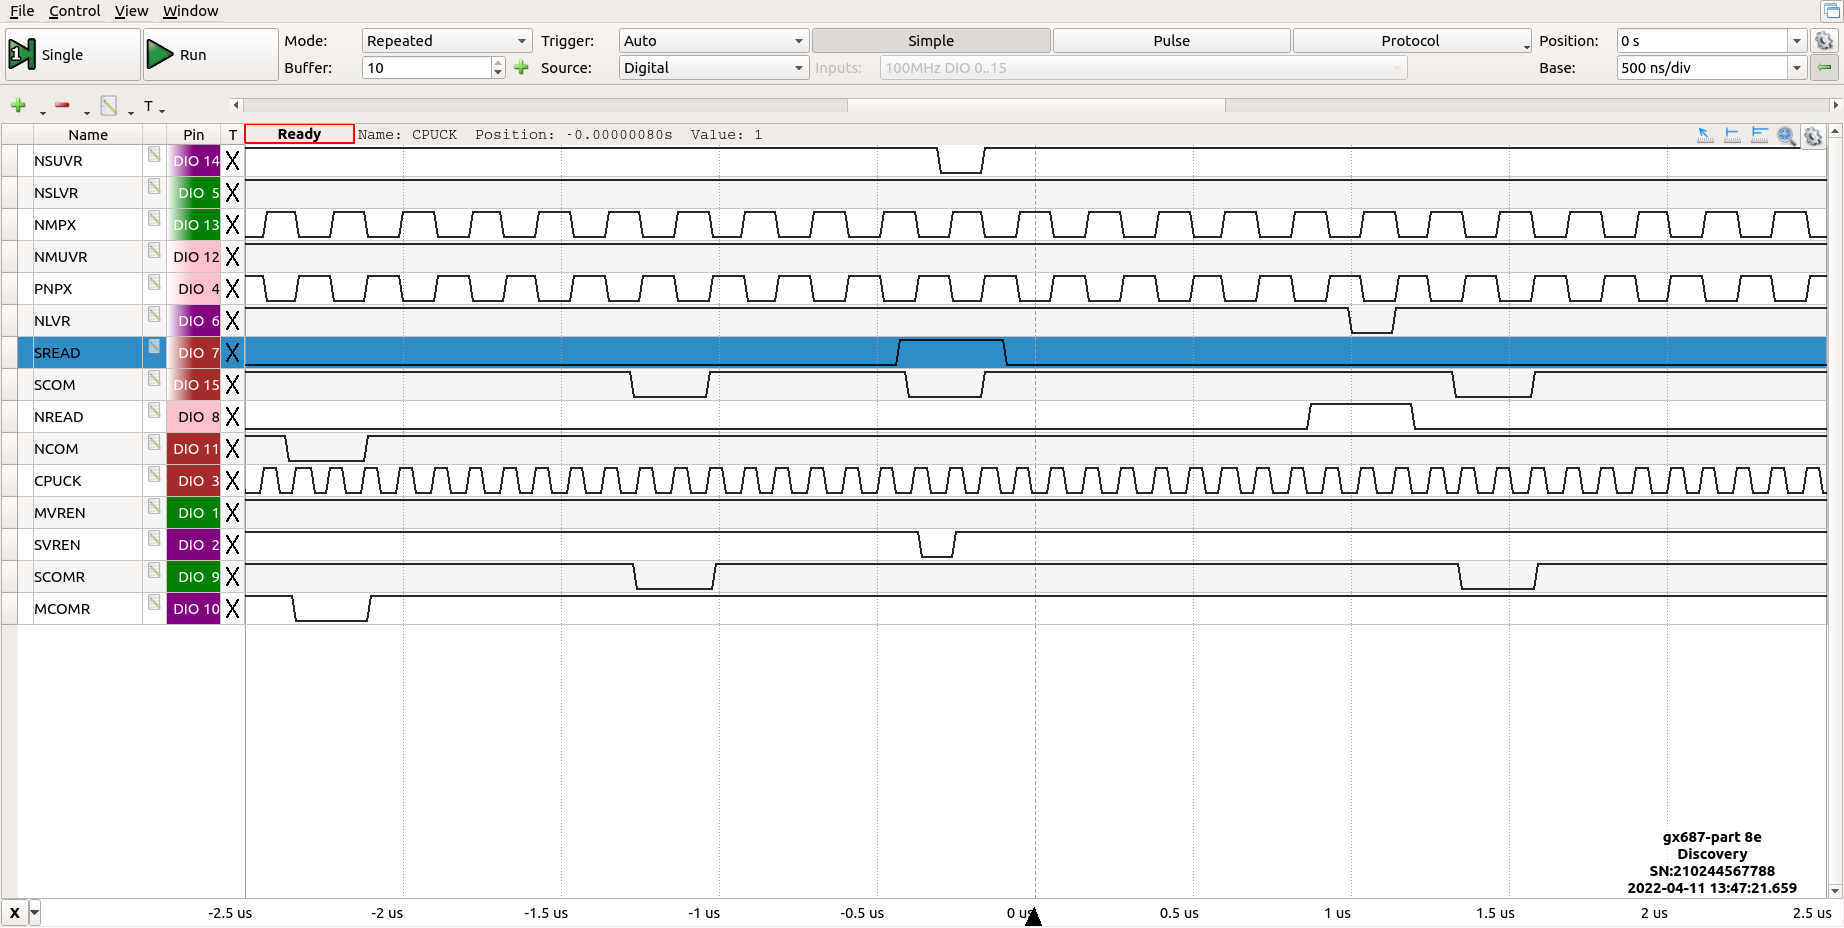 File Control View Window
Single Run Mode: Repeated Trigger: Auto Simple Pulse Protocol Position: 0 s
Buffer: 10 Source: Digital Inputs: 100MHz DIO 0..15 Base: 500 ns/div
T
Name Pin T Ready Name: CPUCK Position: -0.00000080s Value: 1
NSUVR DIO 14 X
NSLVR DIO 5 X
NMPX DIO 13 X
NMUVR DIO 12 X
PNPX DIO 4 X
NLVR DIO 6 X
SREAD DIO 7 X
SCOM DIO 15 X
NREAD DIO 8 X
NCOM DIO 11 X
CPUCK DIO 3 X
MVREN DIO 1 X
SVREN DIO 2 X
SCOMR DIO 9 X
MCOMR DIO 10 X
gx687-part 8e
Discovery
SN:210244567788
2022-04-11 13:47:21.659
X -2.5 us -2 us -1.5 us -1 us -0.5 us 0 us 0.5 us 1 us 1.5 us 2 us 2.5 us